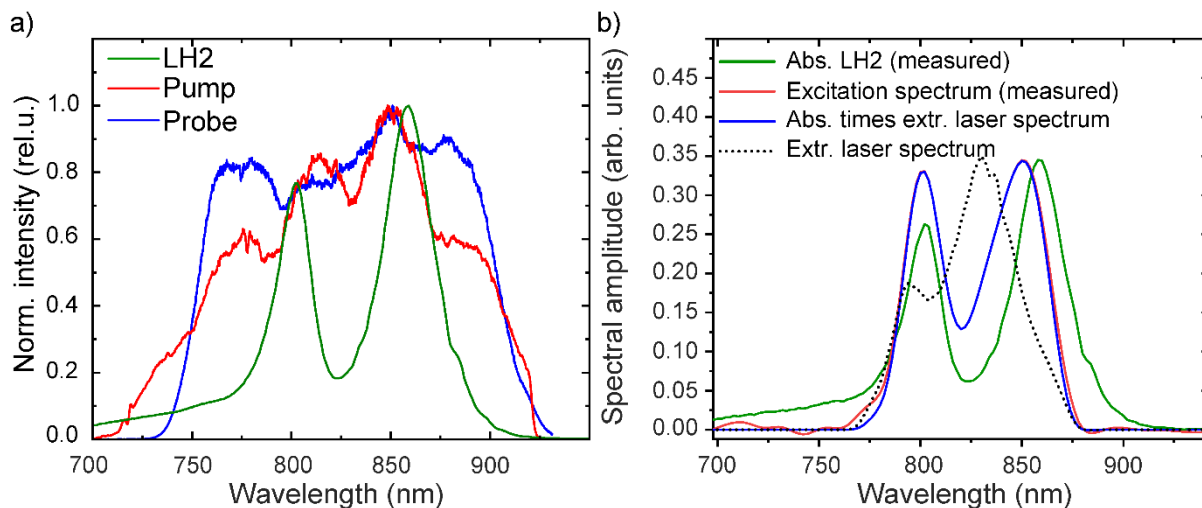 a)
LH2
Pump
Probe
Norm. intensity (rel.u.)
1.0
0.8
0.6
0.4
0.2
0.0
700 750 800 850 900
Wavelength (nm)
b)
Abs. LH2 (measured)
Excitation spectrum (measured)
Abs. times extr. laser spectrum
Extr. laser spectrum
Spectral amplitude (arb. units)
0.45
0.40
0.35
0.30
0.25
0.20
0.15
0.10
0.05
0.00
700 750 800 850 900
Wavelength (nm)